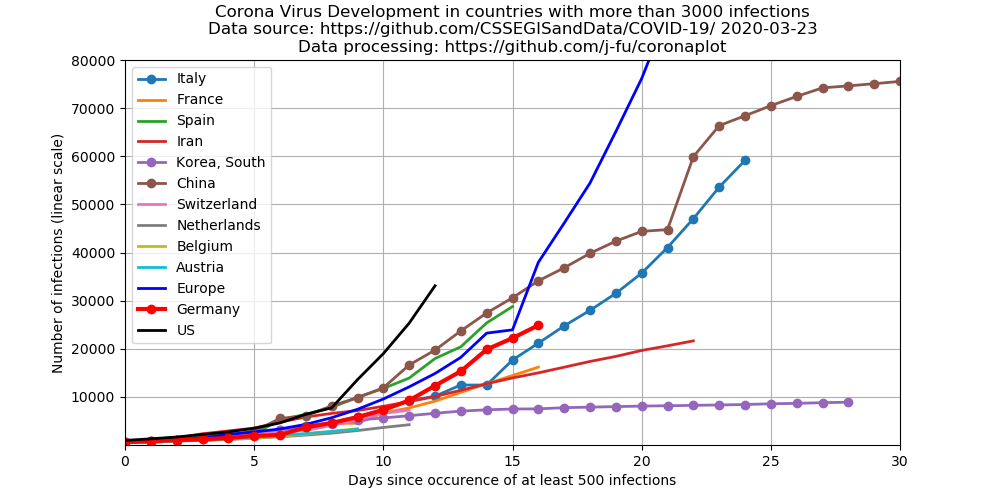 Corona Virus Development in countries with more than 3000 infections
Data source: https://github.com/CSSEGISandData/COVID-19/ 2020-03-23
Data processing: https://github.com/j-fu/coronaplot
80000
70000
60000
50000
40000
30000
20000
10000
Number of infections (linear scale)
Italy
France
Spain
Iran
Korea, South
China
Switzerland
Netherlands
Belgium
Austria
Europe
Germany
US
0 5 10 15 20 25 30
Days since occurence of at least 500 infections